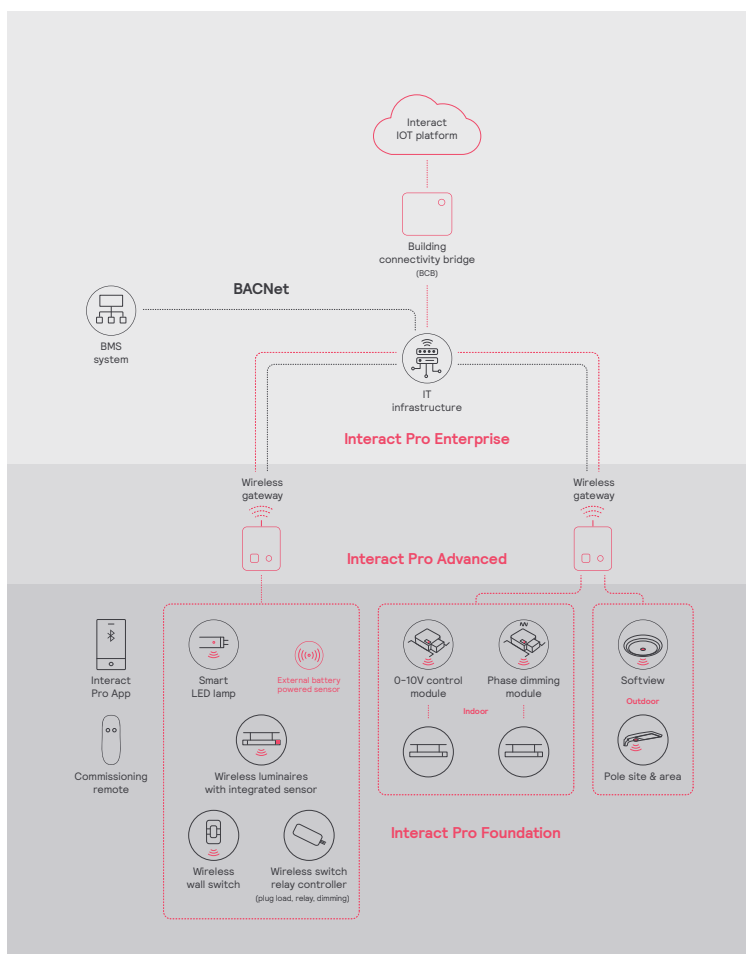 Interact
IOT platform
Building
connectivity bridge
(BCB)
BACNet
BMS
system
IT
infrastructure
Interact Pro Enterprise
Wireless
gateway
Wireless
gateway
Interact Pro Advanced
Interact
Pro App
Smart
LED lamp
External battery
powered sensor
0-10V control
module
Phase dimming
module
Softview
Indoor
Outdoor
Commissioning
remote
Wireless luminaires
with integrated sensor
Pole site & area
Interact Pro Foundation
Wireless
wall switch
Wireless switch
relay controller
(plug load, relay, dimming)